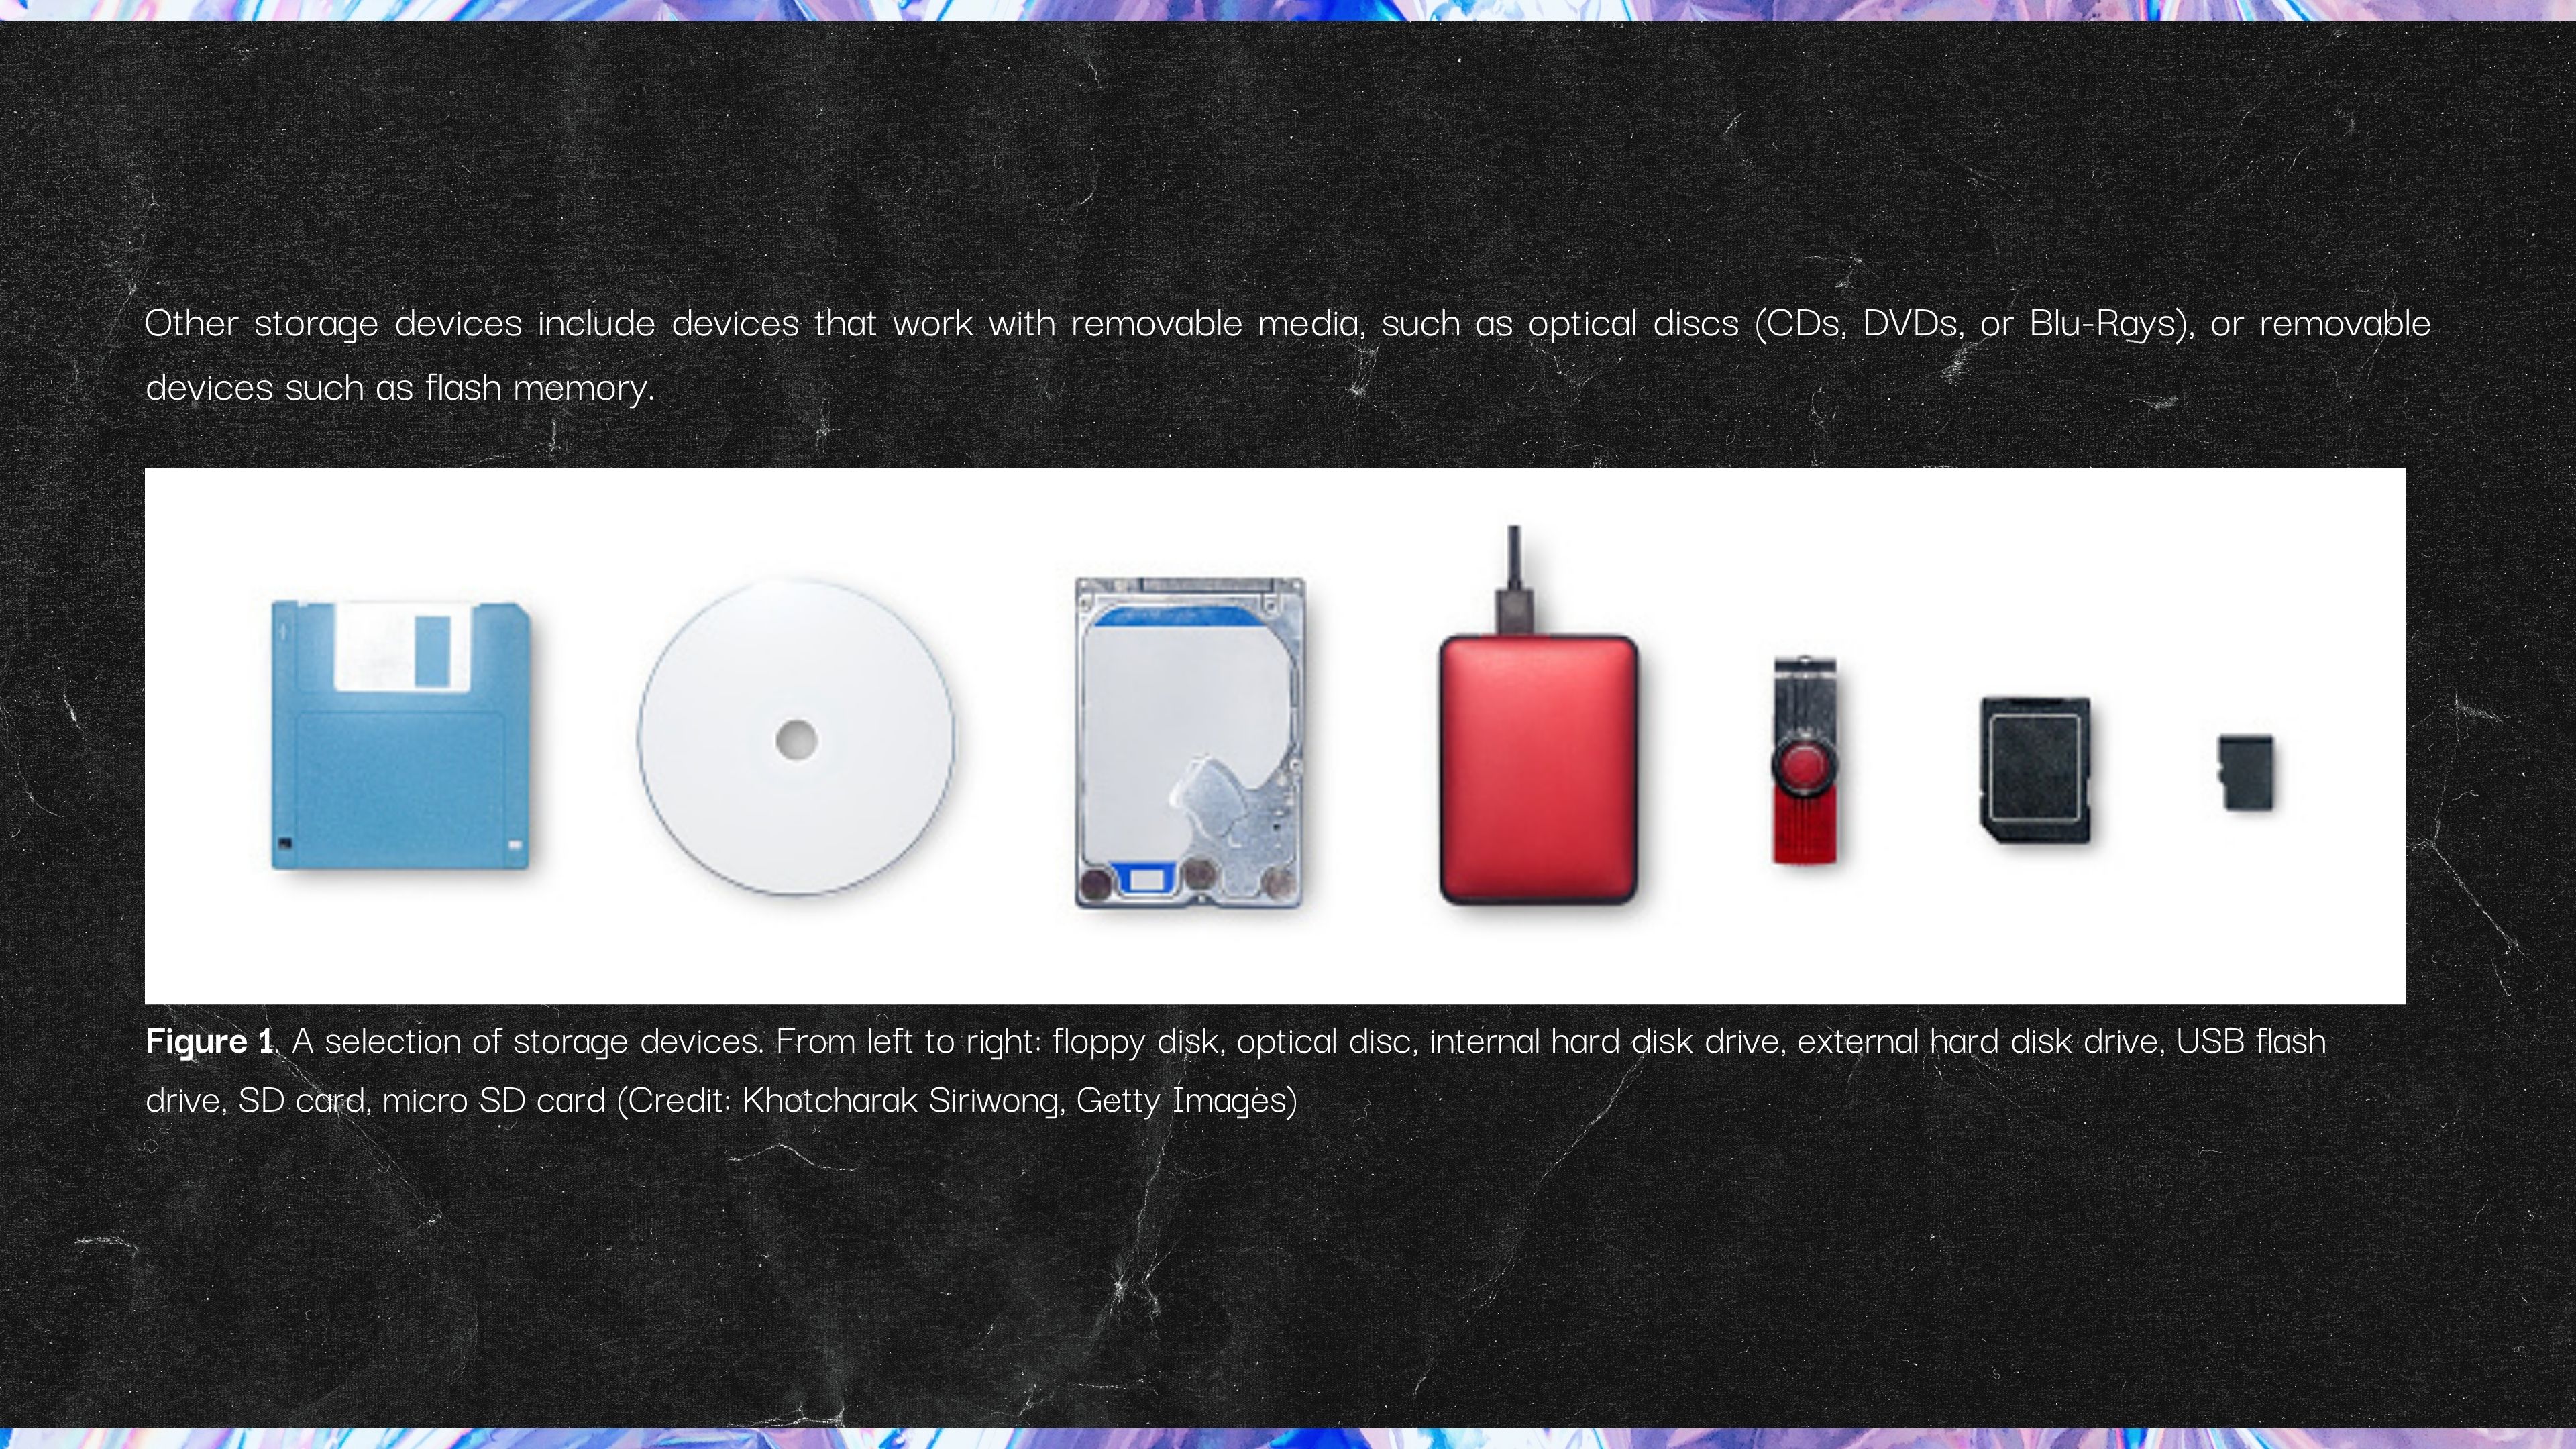 Other storage devices include devices that work with removable media, such as optical discs (CDs, DVDs, or Blu-Rays), or removable
devices such as flash memory.
Figure 1. A selection of storage devices. From left to right: floppy disk, optical disc, internal hard disk drive, external hard disk drive, USB flash
drive, SD card, micro SD card (Credit: Khotcharak Siriwong, Getty Images)